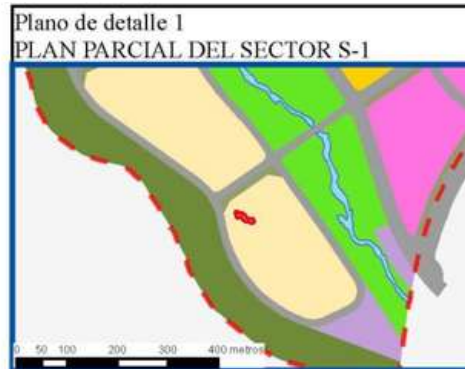 Plano de detalle 1
PLAN PARCIAL DEL SECTOR S-1
0 50 100 200 300 400 metros